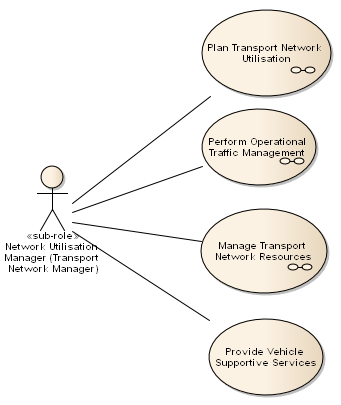 Plan Transport Network
Utilisation
Perform Operational
Traffic Management
«sub-role»
Network Utilisation
Manager (Transport
Network Manager)
Manage Transport
Network Resources
Provide Vehicle
Supportive Services